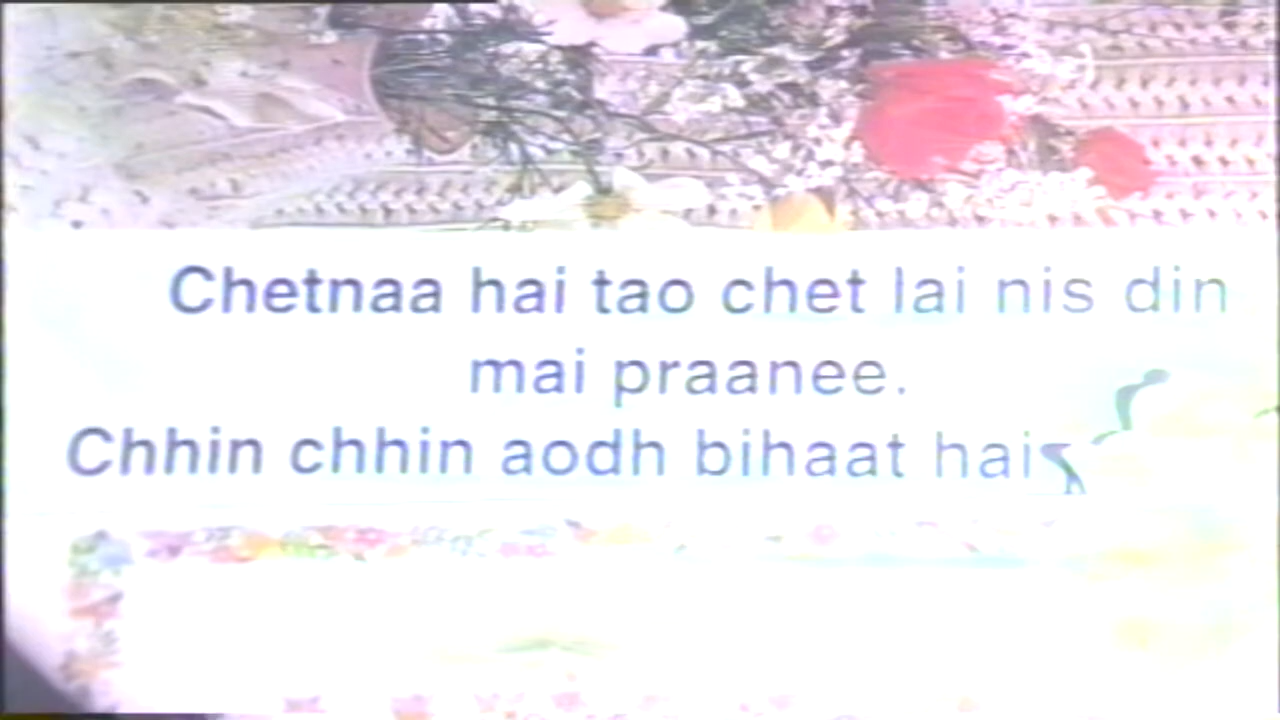 Chetnaa hai tao chet lai nis din
mai praanee.
Chhin chhin aodh bihaat hai